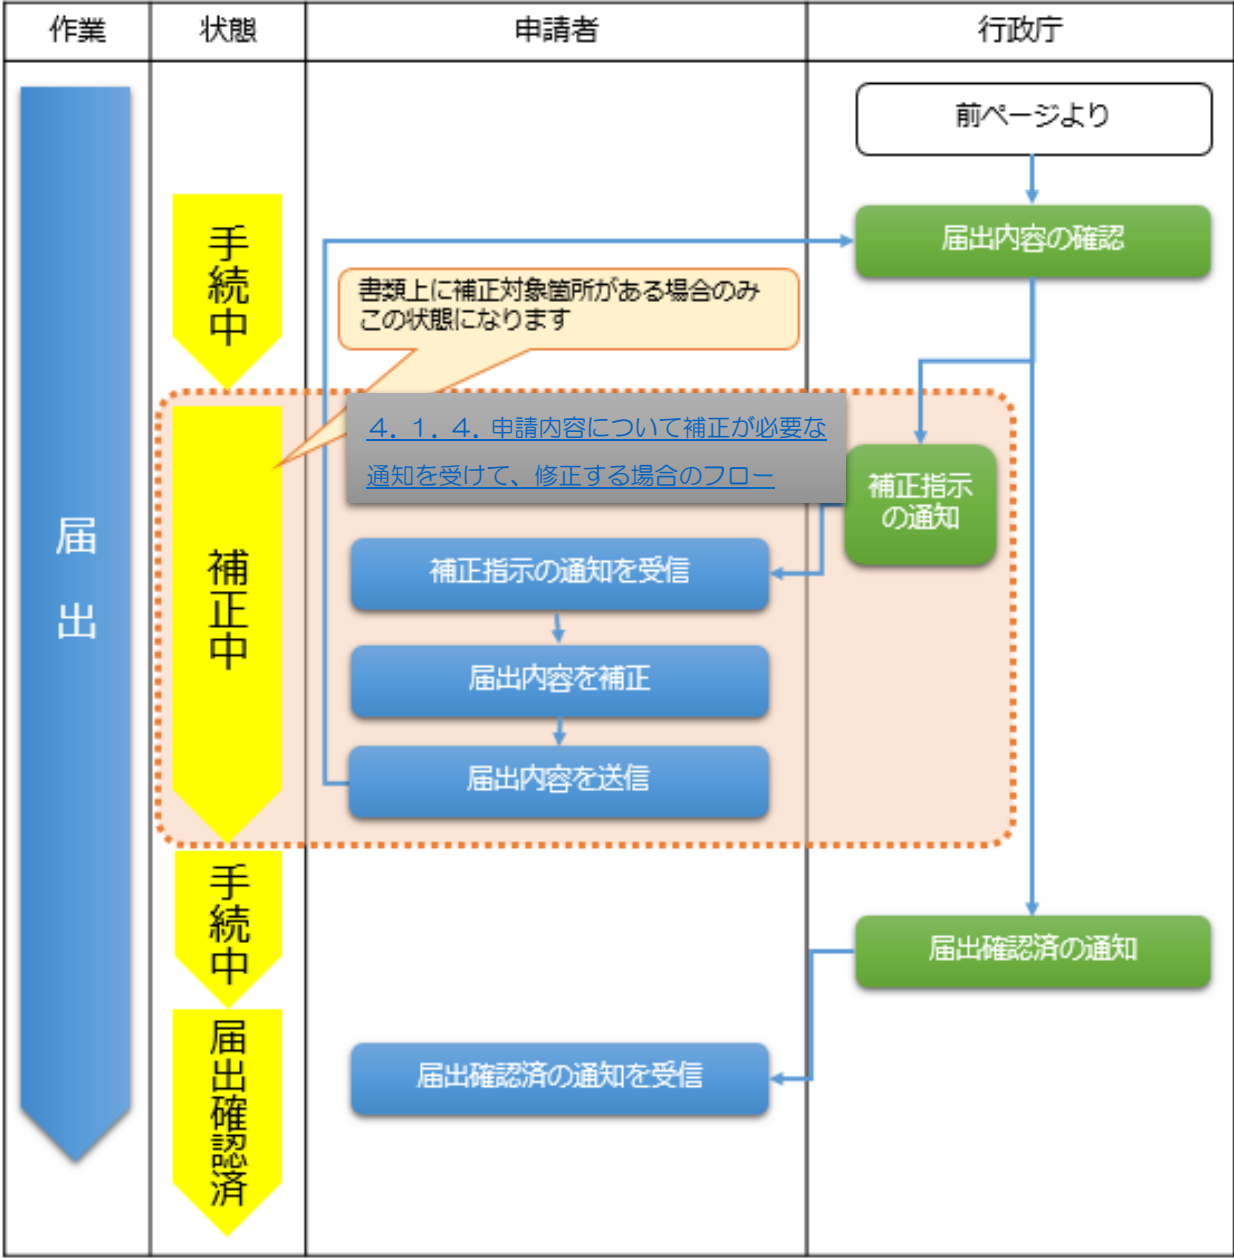 作業
状態
申請者
行政庁
前ページより
届出内容の確認
手続中
書類上に補正対象箇所がある場合のみ
この状態になります
4．1．4．申請内容について補正が必要な
通知を受けて、修正する場合のフロー
補正指示
の通知
届出
補正中
補正指示の通知を受信
届出内容を補正
届出内容を送信
手続中
届出確認済の通知
届出確認済
届出確認済の通知を受信